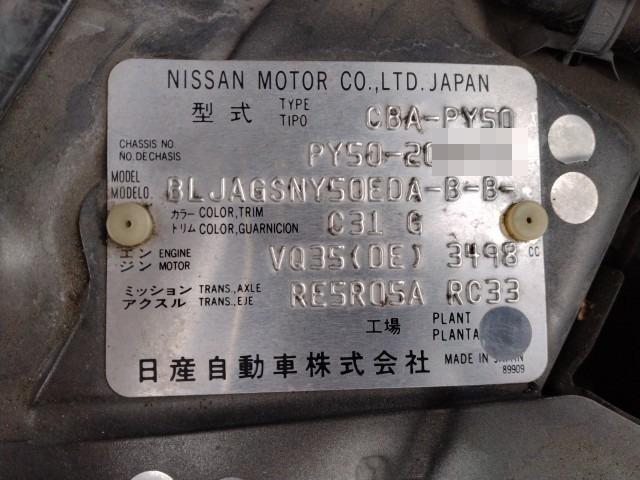 NISSAN MOTOR CO.,LTD. JAPAN
型式 TYPE TIPO CBA-PY50
CHASSIS NO NO.DE CHASIS PY50-20
MODEL MODELO BLJAGSNY50EDA-B-B-
カラー COLOR,TRIM
トリム COLOR,GUARNICION C31 G
エンジン ENGINE MOTOR VQ35(DE) 3498 CC
ミッション TRANS.,AXLE
アクスル TRANS.,EJE RE5R05A RC33
工場 PLANT PLANTA
日産自動車株式会社 MADE IN JAPAN
89909